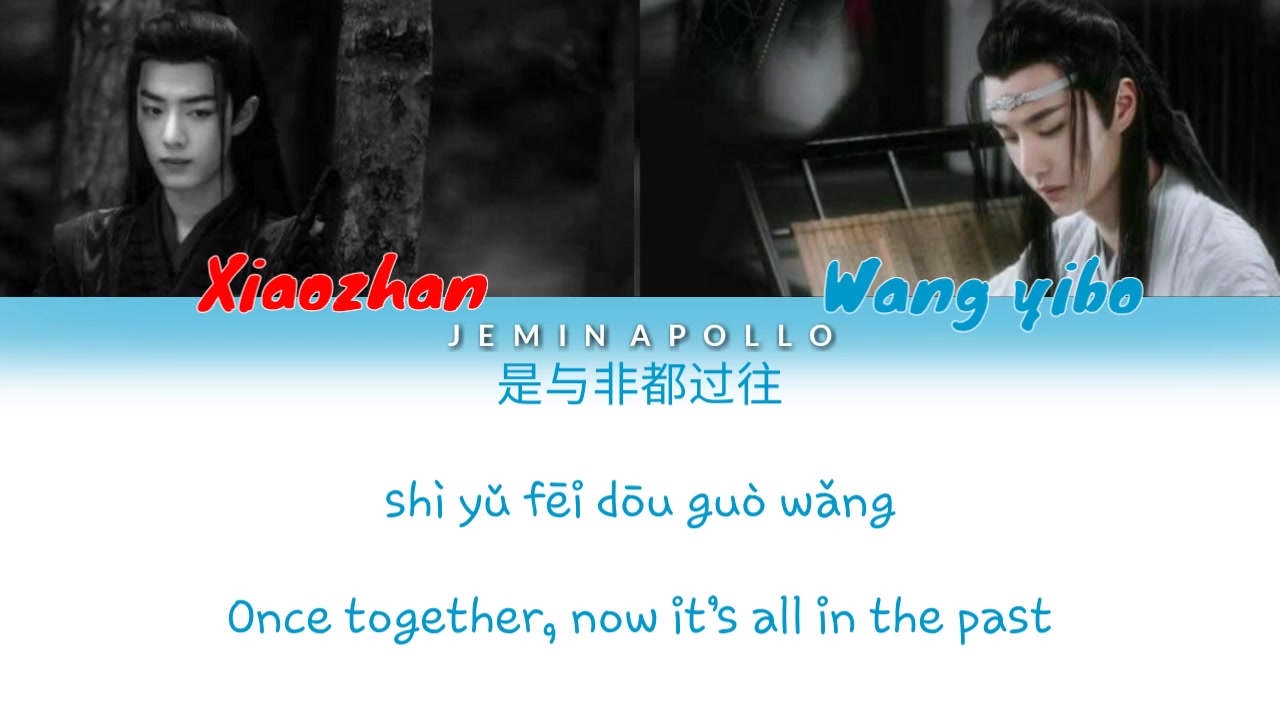 Xiaozhan
Wang yibo
JEMINAPOLLO
是与非都过往
shì yǔ fēi dōu guò wǎng
Once together, now it's all in the past